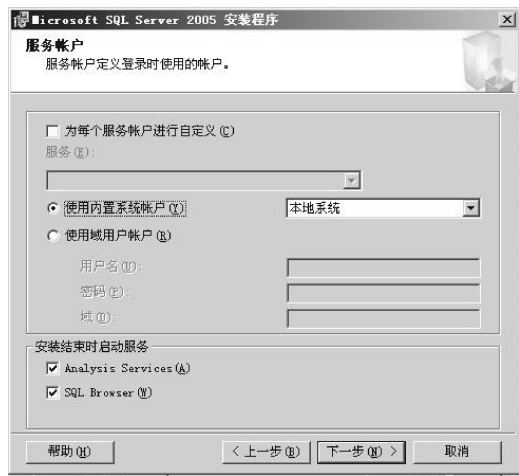 Microsoft SQL Server 2005 安装程序
服务帐户
服务帐户定义登录时使用的帐户。
为每个服务帐户进行自定义(C)
服务(E):
使用内置系统帐户(Y)
本地系统
使用域用户帐户(R)
用户名(U):
密码(P):
域(D):
安装结束时启动服务
Analysis Services(A)
SQL Browser(W)
帮助(H)
< 上一步(B)
下一步(N) >
取消